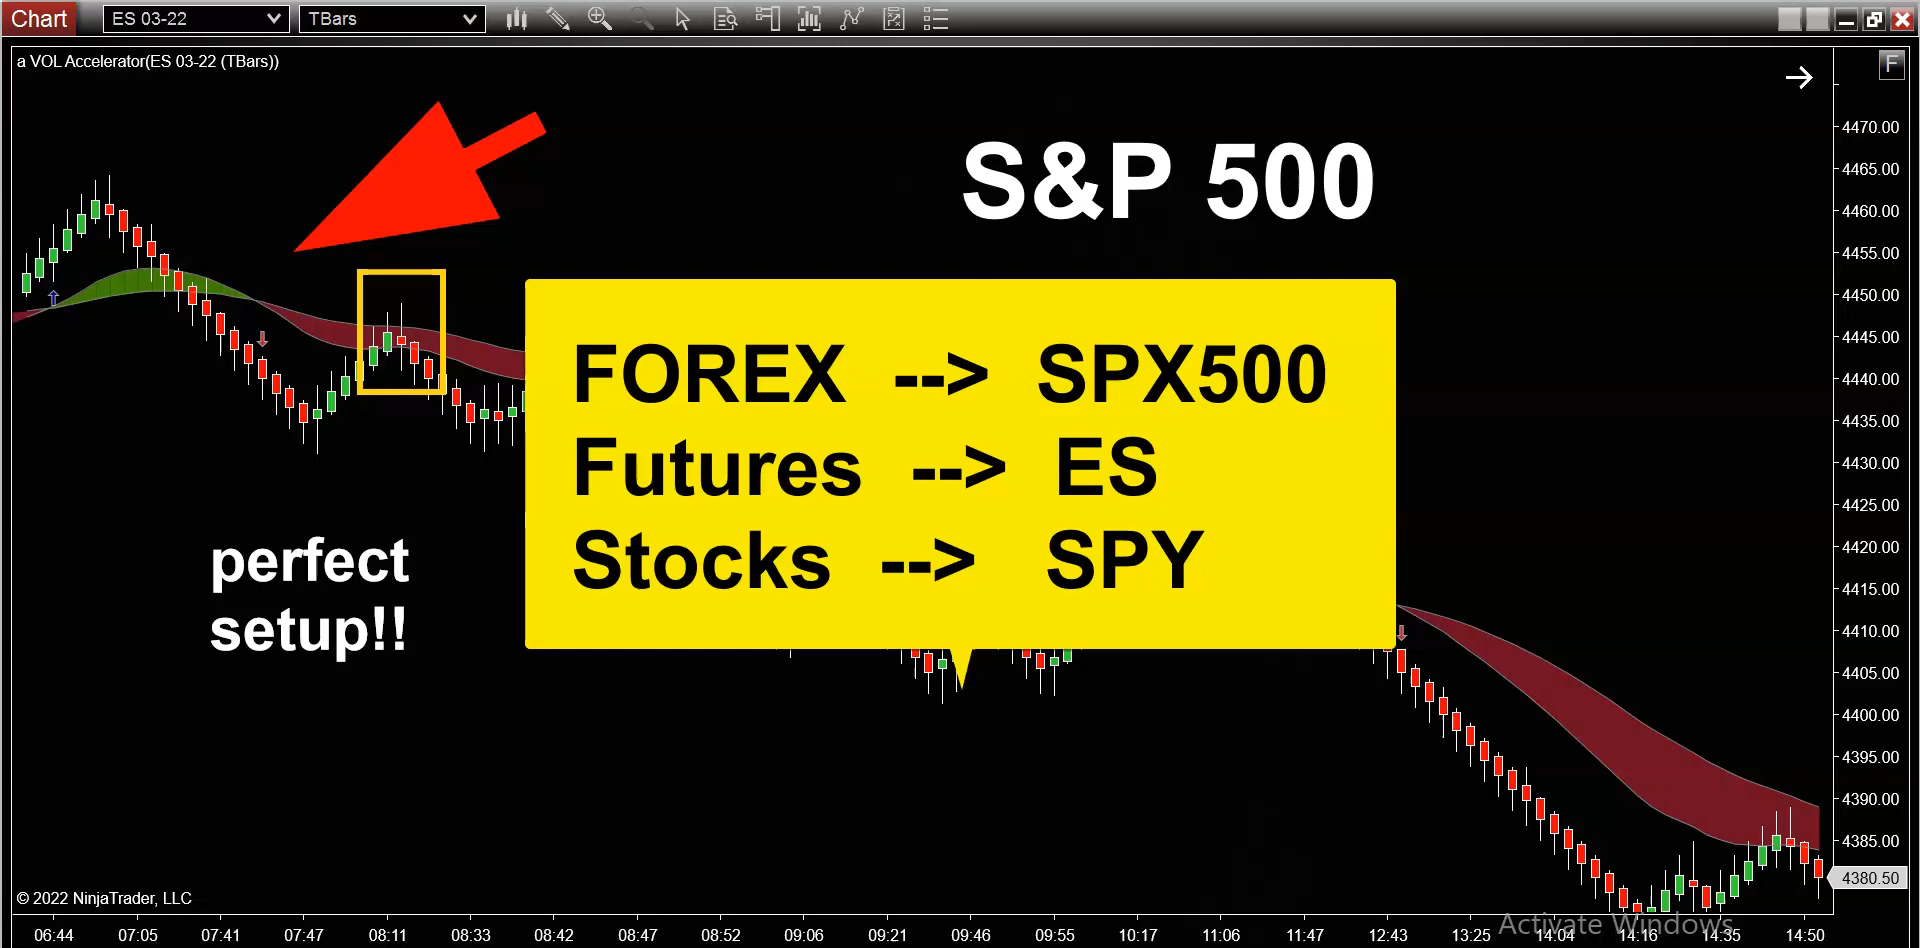 Chart ES 03-22 TBars
a VOL Accelerator(ES 03-22 (TBars))
F
S&P 500
FOREX --> SPX500
Futures --> ES
Stocks --> SPY
perfect
setup!!
4470.00
4465.00
4460.00
4455.00
4450.00
4445.00
4440.00
4435.00
4430.00
4425.00
4420.00
4415.00
4410.00
4405.00
4400.00
4395.00
4390.00
4385.00
4380.50
© 2022 NinjaTrader, LLC
Activate Windows
06:44 07:05 07:41 07:47 08:11 08:33 08:42 08:47 08:52 09:06 09:21 09:46 09:55 10:17 11:06 11:47 12:43 13:25 14:04 14:16 14:35 14:50